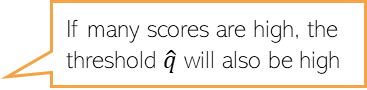 If many scores are high, the
threshold q̂ will also be high